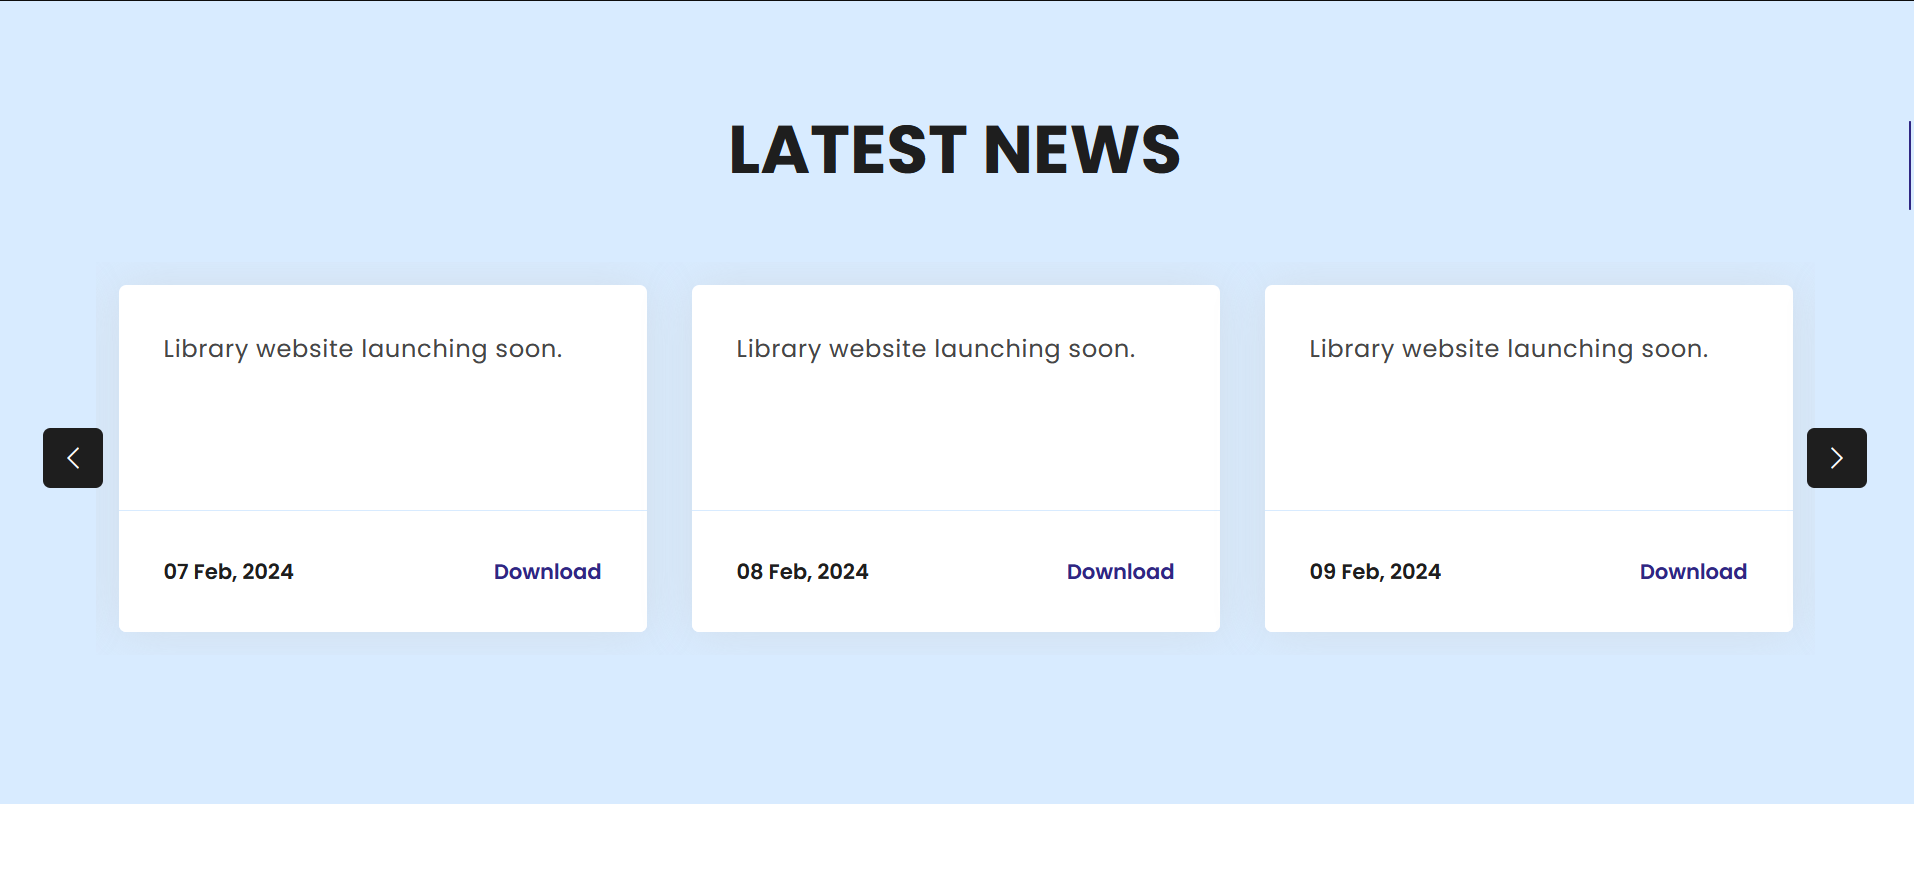 LATEST NEWS
Library website launching soon.
07 Feb, 2024 Download
Library website launching soon.
08 Feb, 2024 Download
Library website launching soon.
09 Feb, 2024 Download